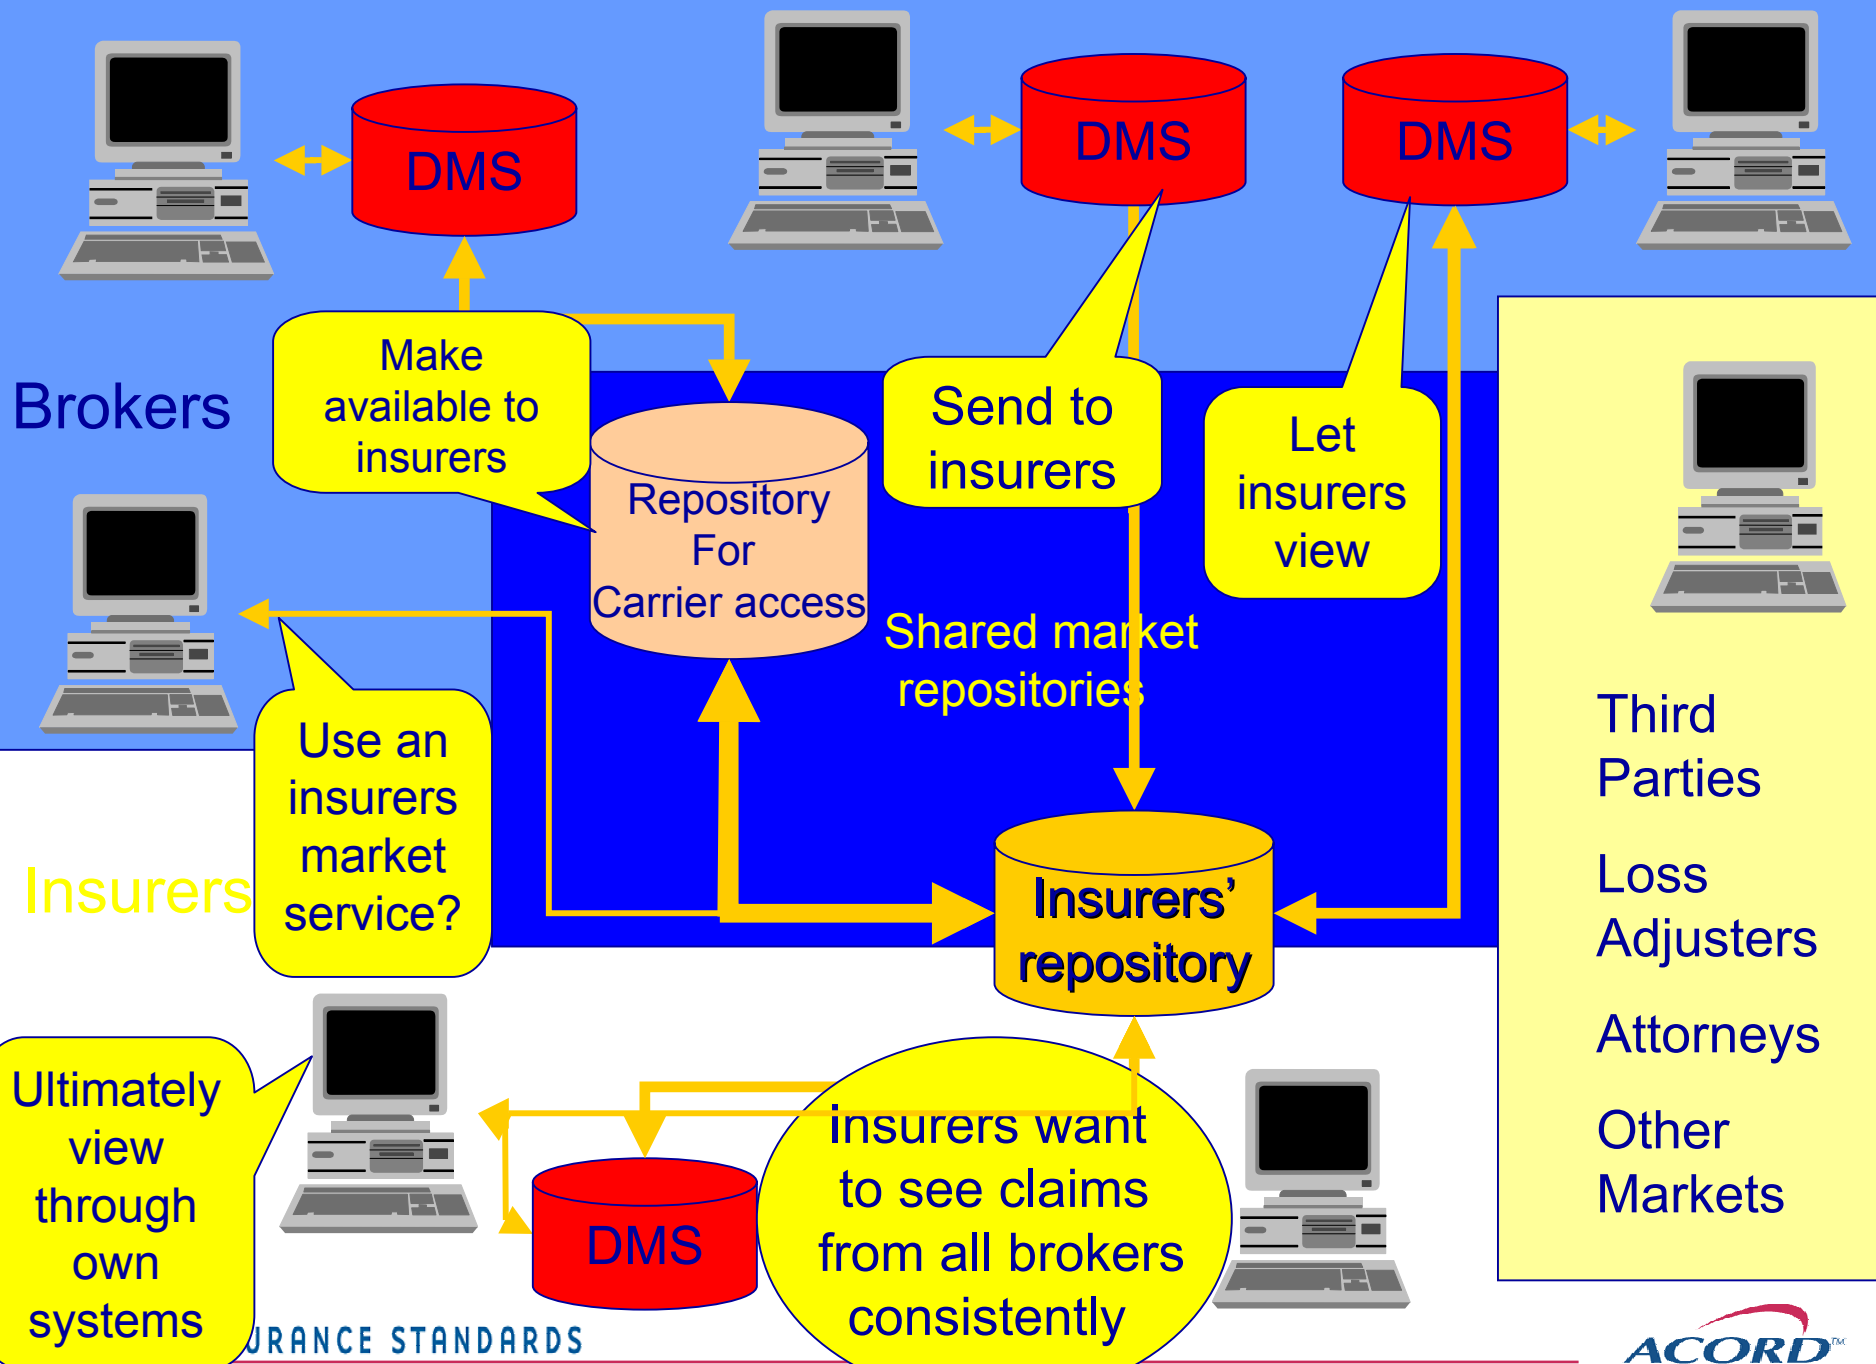 DMS
DMS
DMS
Make
available to
insurers
Brokers
Send to
insurers
Let
insurers
view
Repository
For
Carrier access
Shared market
repositories
Use an
insurers
market
service?
Insurers
Insurers’
repository
Third
Parties
Loss
Adjusters
Attorneys
Other
Markets
Ultimately
view
through
own
systems
DMS
Insurers want
to see claims
from all brokers
consistently
URANCE STANDARDS
ACORD™